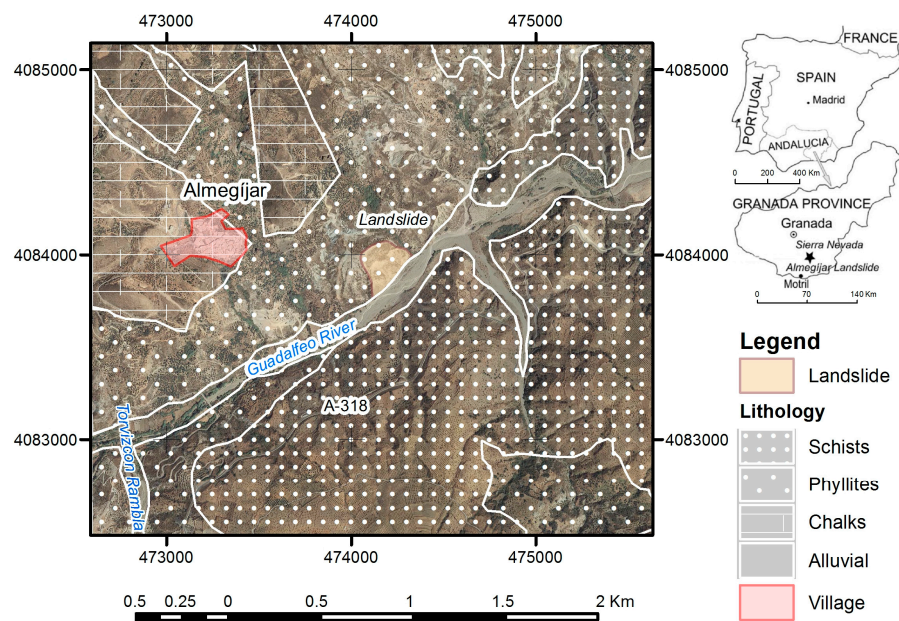 473000 474000 475000
4085000 4085000
4084000 4084000
4083000 4083000
Almegíjar
Landslide
Guadalfeo River
A-318
Torvizcón Rambla
473000 474000 475000
0.5 0.25 0 0.5 1 1.5 2 Km
FRANCE
SPAIN
PORTUGAL
Madrid
ANDALUCIA
0 200 400 Km
GRANADA PROVINCE
Granada
Sierra Nevada
Almegíjar Landslide
Motril
0 70 140 Km
Legend
Landslide
Lithology
Schists
Phyllites
Chalks
Alluvial
Village